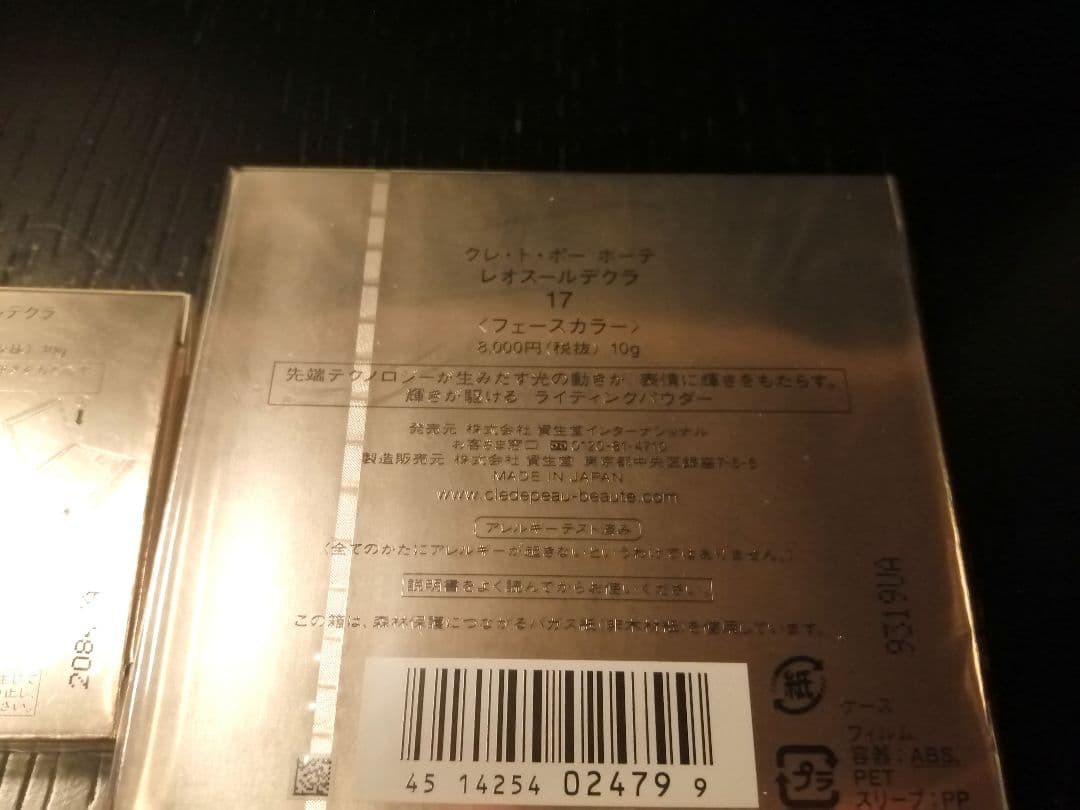 クレ・ド・ポー ボーテ
レオスールデクラ
17
〈フェースカラー〉
8,000円(税抜) 10g
先端テクノロジーが生みだす光の動きが、表情に輝きをもたらす。
輝きが駆ける ライティングパウダー
発売元 株式会社 資生堂インターナショナル
お客さま窓口 0120-81-4710
製造販売元 株式会社 資生堂 東京都中央区銀座7-5-5
MADE IN JAPAN
www.cledepeau-beaute.com
アレルギーテスト済み
〈全てのかたにアレルギーが起きないというわけではありません。〉
説明書をよく読んでからお使いください。
この箱は、森林保護につながるバガス紙(非木材紙)を使用しています。
9319UA
45 14254 02479 9
紙
ケース
フィルム
プラ
容器：ABS,
PET
スリーブ：PP
デクラ
2084